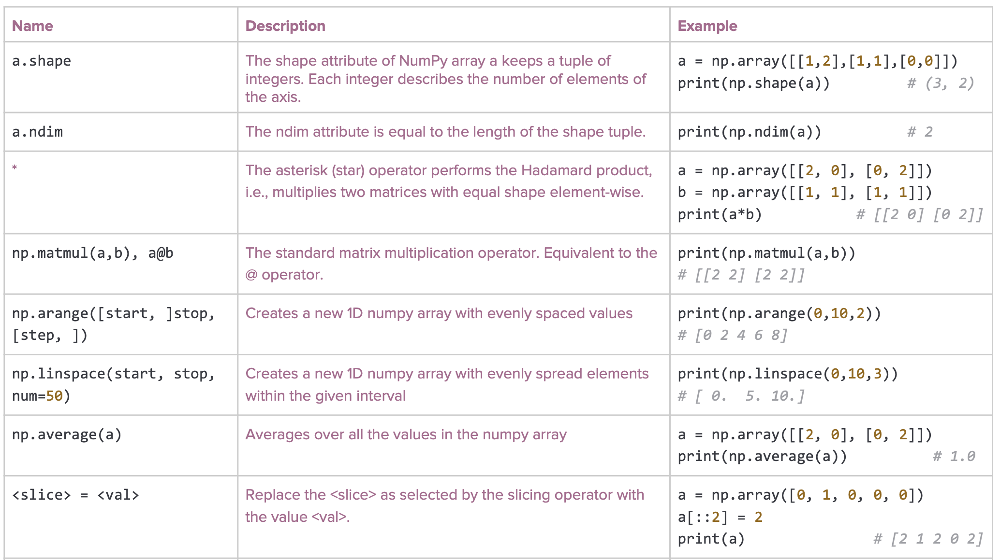 Name Description Example
a.shape
The shape attribute of NumPy array a keeps a tuple of
integers. Each integer describes the number of elements of
the axis.
a = np.array([[1,2],[1,1],[0,0]])
print(np.shape(a)) # (3, 2)
a.ndim
The ndim attribute is equal to the length of the shape tuple.
print(np.ndim(a)) # 2
*
The asterisk (star) operator performs the Hadamard product,
i.e., multiplies two matrices with equal shape element-wise.
a = np.array([[2, 0], [0, 2]])
b = np.array([[1, 1], [1, 1]])
print(a*b) # [[2 0] [0 2]]
np.matmul(a,b), a@b
The standard matrix multiplication operator. Equivalent to the
@ operator.
print(np.matmul(a,b))
# [[2 2] [2 2]]
np.arange([start, ]stop,
[step, ])
Creates a new 1D numpy array with evenly spaced values
print(np.arange(0,10,2))
# [0 2 4 6 8]
np.linspace(start, stop,
num=50)
Creates a new 1D numpy array with evenly spread elements
within the given interval
print(np.linspace(0,10,3))
# [ 0.  5. 10.]
np.average(a)
Averages over all the values in the numpy array
a = np.array([[2, 0], [0, 2]])
print(np.average(a)) # 1.0
<slice> = <val>
Replace the <slice> as selected by the slicing operator with
the value <val>.
a = np.array([0, 1, 0, 0, 0])
a[::2] = 2
print(a) # [2 1 2 0 2]